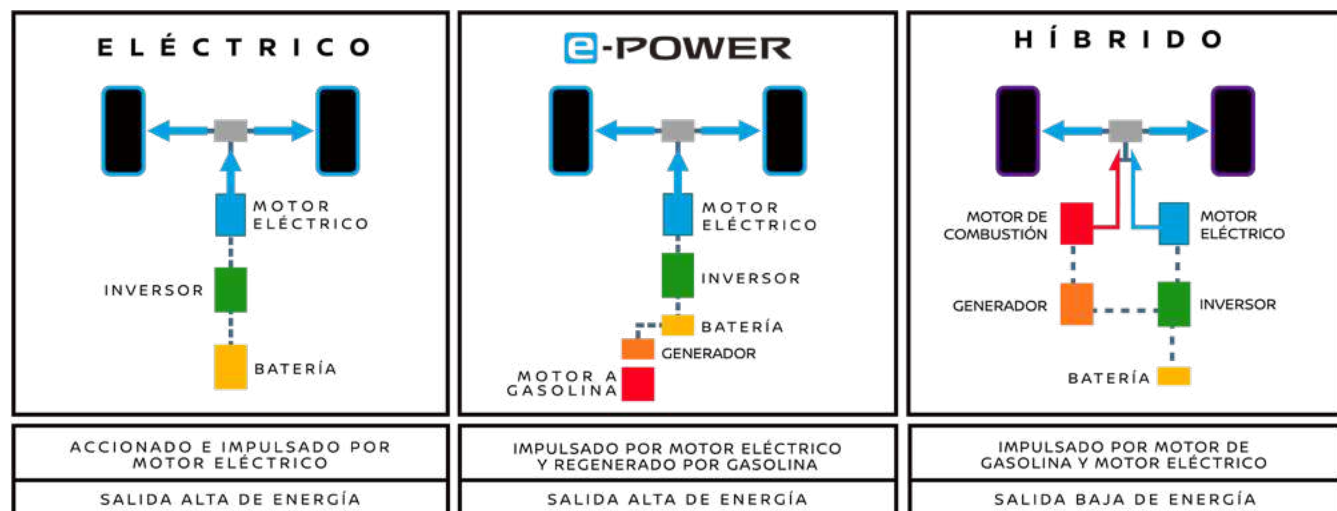 ELÉCTRICO
MOTOR
ELÉCTRICO
INVERSOR
BATERÍA
ACCIONADO E IMPULSADO POR
MOTOR ELÉCTRICO
SALIDA ALTA DE ENERGÍA
e-POWER
MOTOR
ELÉCTRICO
INVERSOR
BATERÍA
GENERADOR
MOTOR A
GASOLINA
IMPULSADO POR MOTOR ELÉCTRICO
Y REGENERADO POR GASOLINA
SALIDA ALTA DE ENERGÍA
HÍBRIDO
MOTOR DE
COMBUSTIÓN
MOTOR
ELÉCTRICO
GENERADOR
INVERSOR
BATERÍA
IMPULSADO POR MOTOR DE
GASOLINA Y MOTOR ELÉCTRICO
SALIDA BAJA DE ENERGÍA